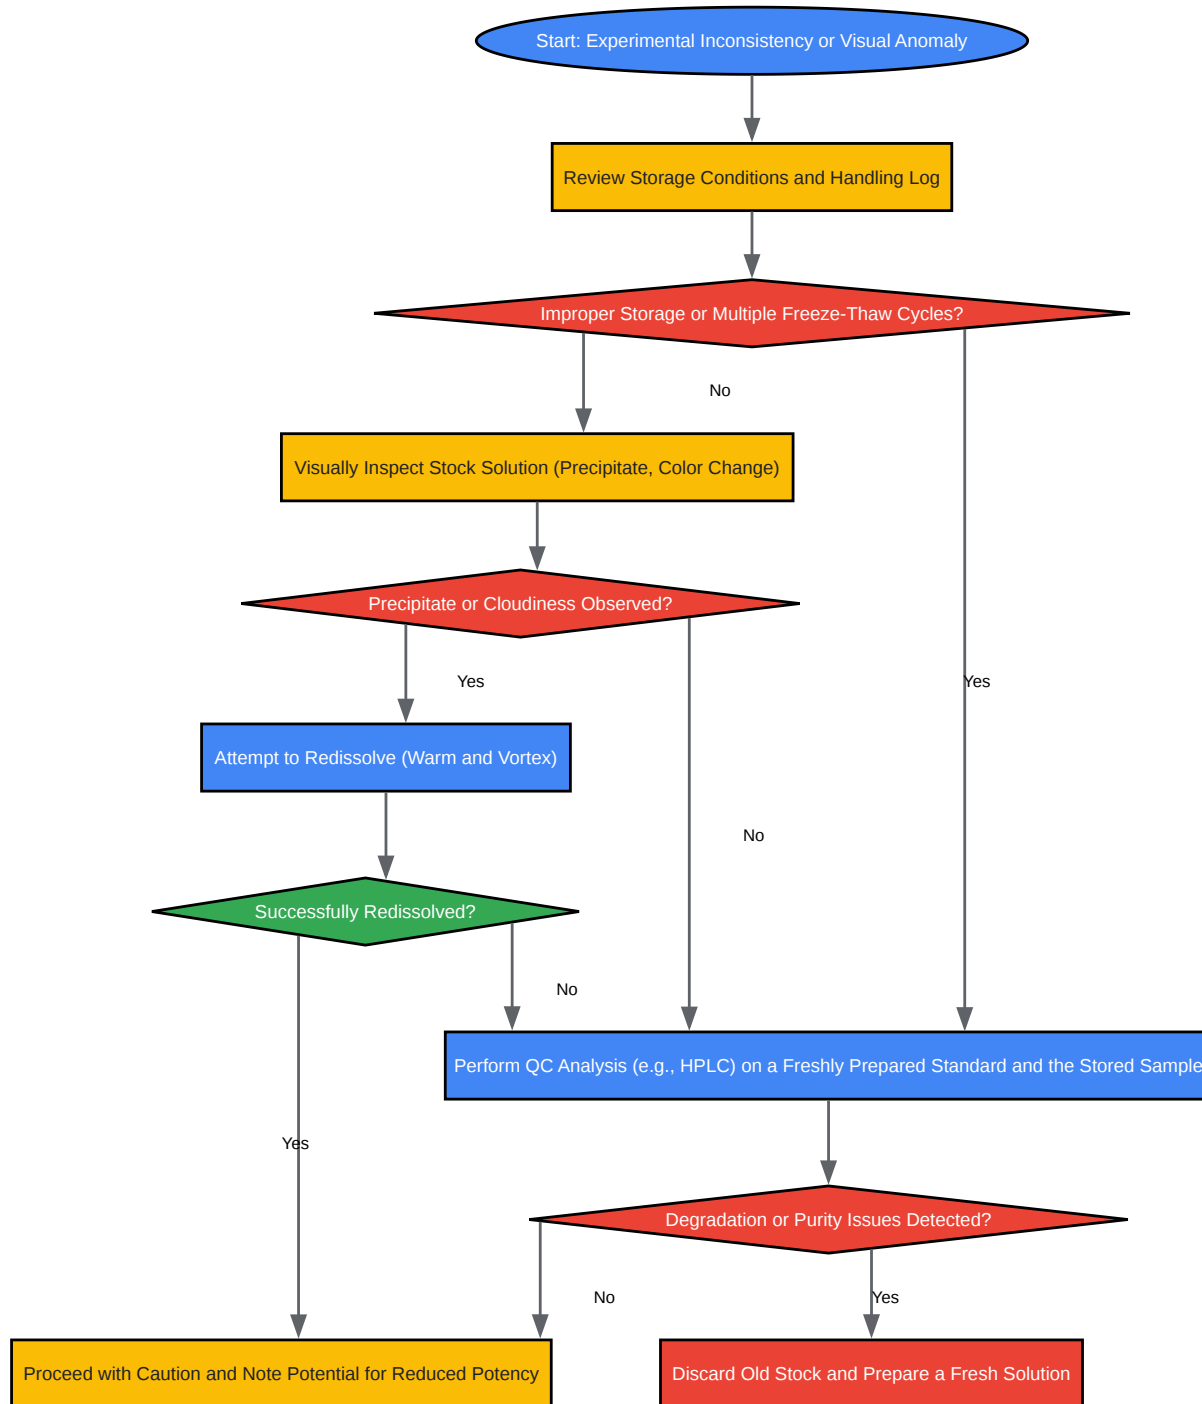 Start: Experimental Inconsistency or Visual Anomaly
Review Storage Conditions and Handling Log
Improper Storage or Multiple Freeze-Thaw Cycles?
No
Visually Inspect Stock Solution (Precipitate, Color Change)
Precipitate or Cloudiness Observed?
Yes
Yes
Attempt to Redissolve (Warm and Vortex)
No
Successfully Redissolved?
No
Perform QC Analysis (e.g., HPLC) on a Freshly Prepared Standard and the Stored Sample
Yes
Degradation or Purity Issues Detected?
No
Yes
Proceed with Caution and Note Potential for Reduced Potency
Discard Old Stock and Prepare a Fresh Solution